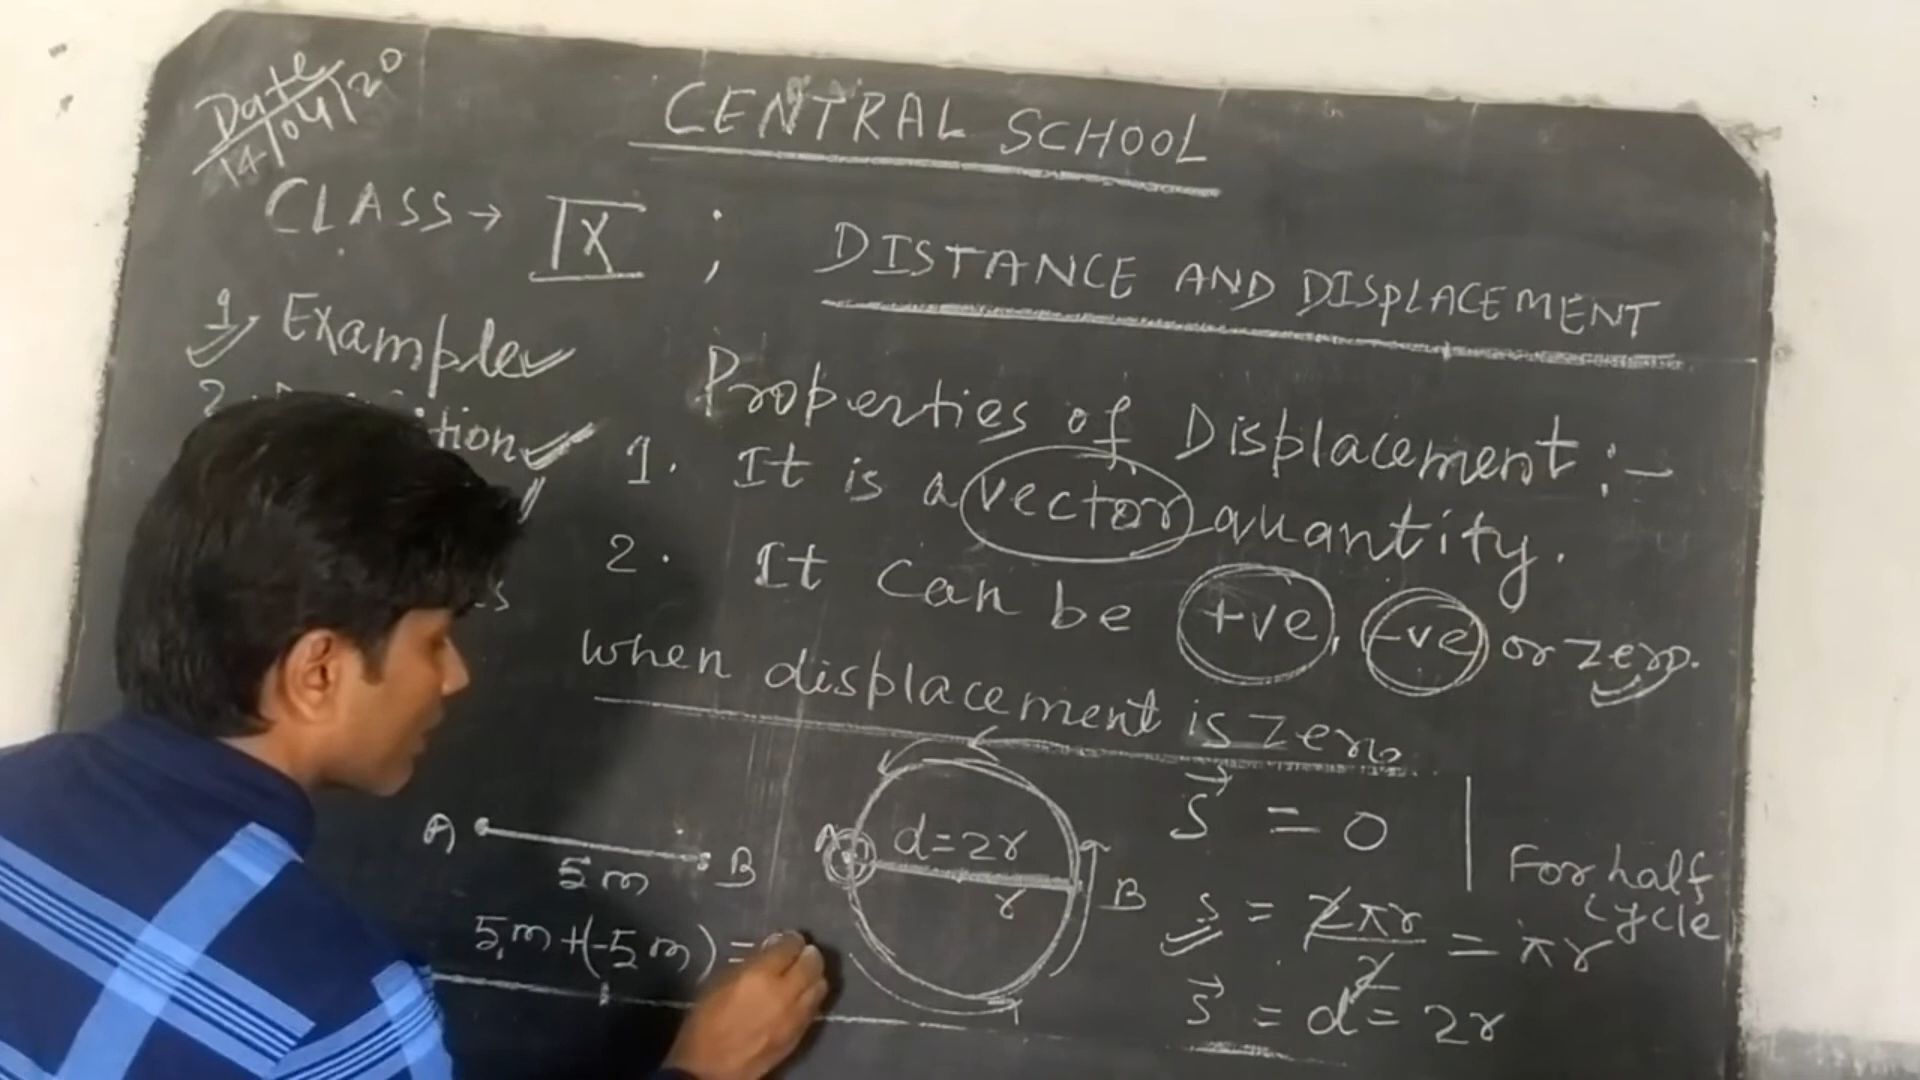 Date
14/04/20
CENTRAL SCHOOL
CLASS → IX ; DISTANCE AND DISPLACEMENT
1. Example
2.
Properties of Displacement :-
1. It is a vector quantity.
2. It can be +ve, -ve or zero.
when displacement is zero
A B
5m
5m+(-5m) =
A d=2r B
r
s⃗ = 0
For half cycle
s = 2πr/2 = πr
s⃗ = d = 2r